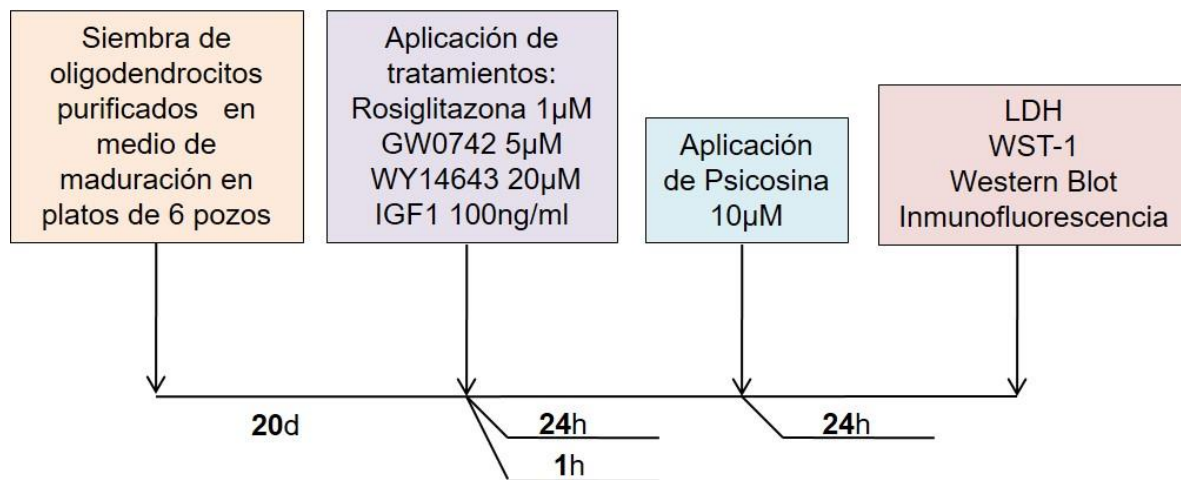 Siembra de
oligodendrocitos
purificados en
medio de
maduración en
platos de 6 pozos
Aplicación de
tratamientos:
Rosiglitazona 1µM
GW0742 5µM
WY14643 20µM
IGF1 100ng/ml
Aplicación
de Psicosina
10µM
LDH
WST-1
Western Blot
Inmunofluorescencia
20d
24h
1h
24h